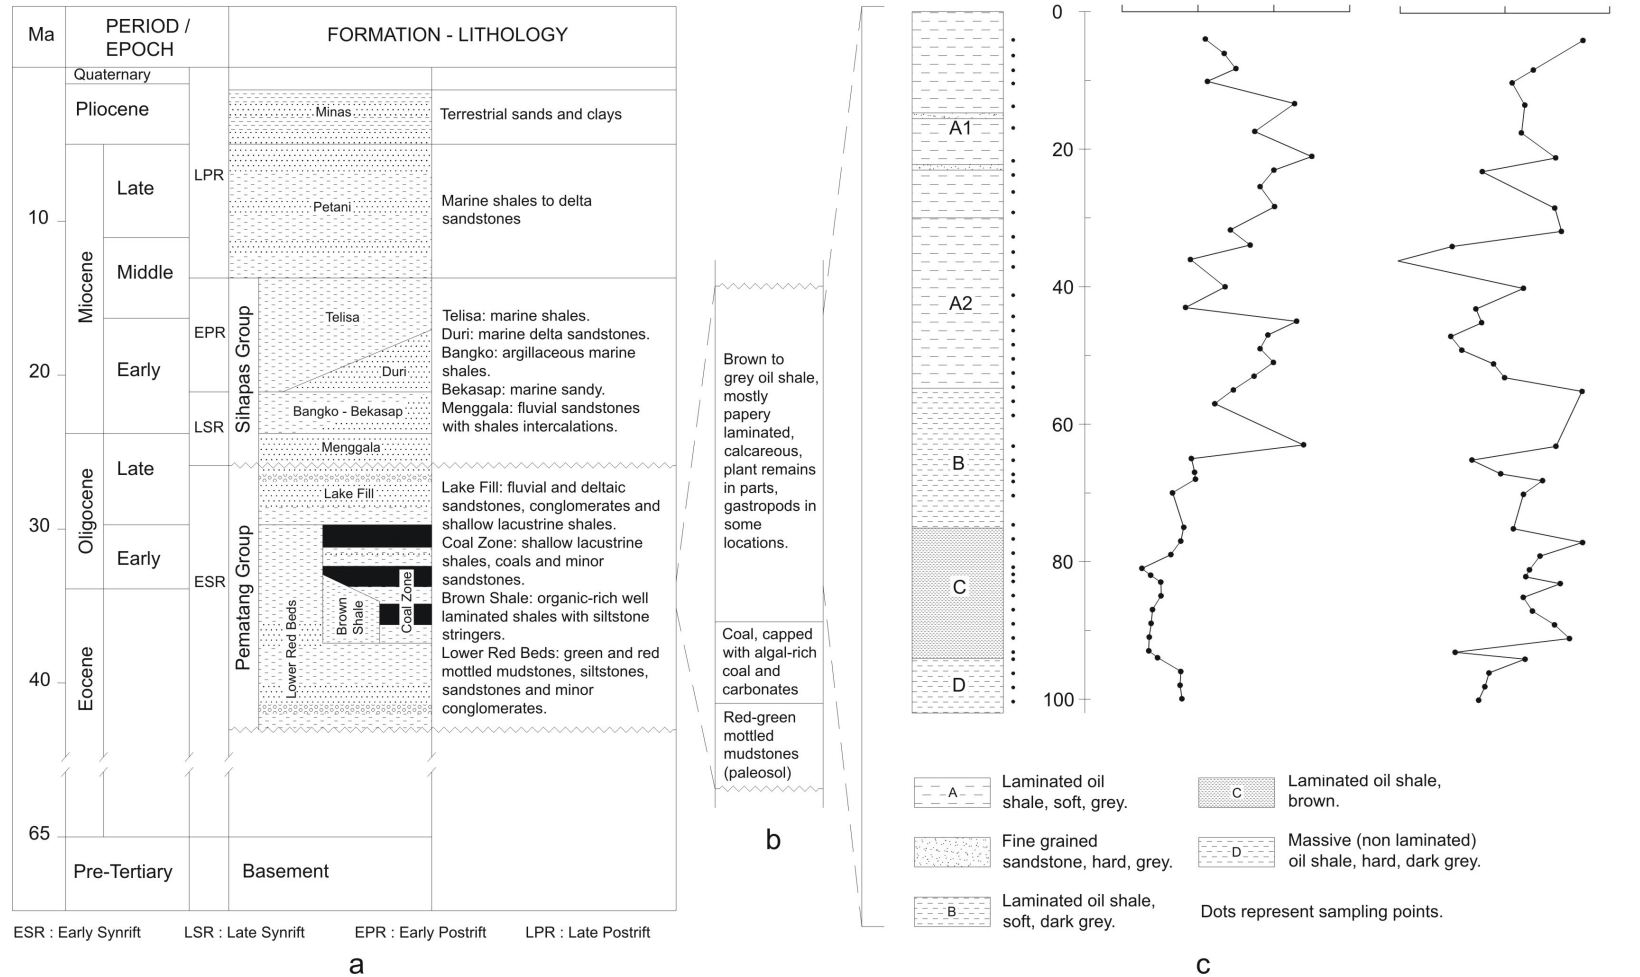 Ma
PERIOD /
EPOCH
FORMATION - LITHOLOGY
Quaternary
Pliocene
Miocene
Late
Middle
Early
Oligocene
Late
Early
Eocene
Pre-Tertiary
10
20
30
40
65
LPR
EPR
LSR
ESR
Sihapas Group
Pematang Group
Minas
Petani
Telisa
Duri
Bangko - Bekasap
Menggala
Lake Fill
Lower Red Beds
Brown
Shale
Coal Zone
Basement
Terrestrial sands and clays
Marine shales to delta
sandstones
Telisa: marine shales.
Duri: marine delta sandstones.
Bangko: argillaceous marine
shales.
Bekasap: marine sandy.
Menggala: fluvial sandstones
with shales intercalations.
Lake Fill: fluvial and deltaic
sandstones, conglomerates and
shallow lacustrine shales.
Coal Zone: shallow lacustrine
shales, coals and minor
sandstones.
Brown Shale: organic-rich well
laminated shales with siltstone
stringers.
Lower Red Beds: green and red
mottled mudstones, siltstones,
sandstones and minor
conglomerates.
ESR : Early Synrift
LSR : Late Synrift
EPR : Early Postrift
LPR : Late Postrift
a
Brown to
grey oil shale,
mostly
papery
laminated,
calcareous,
plant remains
in parts,
gastropods in
some
locations.
Coal, capped
with algal-rich
coal and
carbonates
Red-green
mottled
mudstones
(paleosol)
b
A1
A2
B
C
D
0
20
40
60
80
100
A
Laminated oil
shale, soft, grey.
Fine grained
sandstone, hard, grey.
B
Laminated oil shale,
soft, dark grey.
C
Laminated oil shale,
brown.
D
Massive (non laminated)
oil shale, hard, dark grey.
Dots represent sampling points.
c